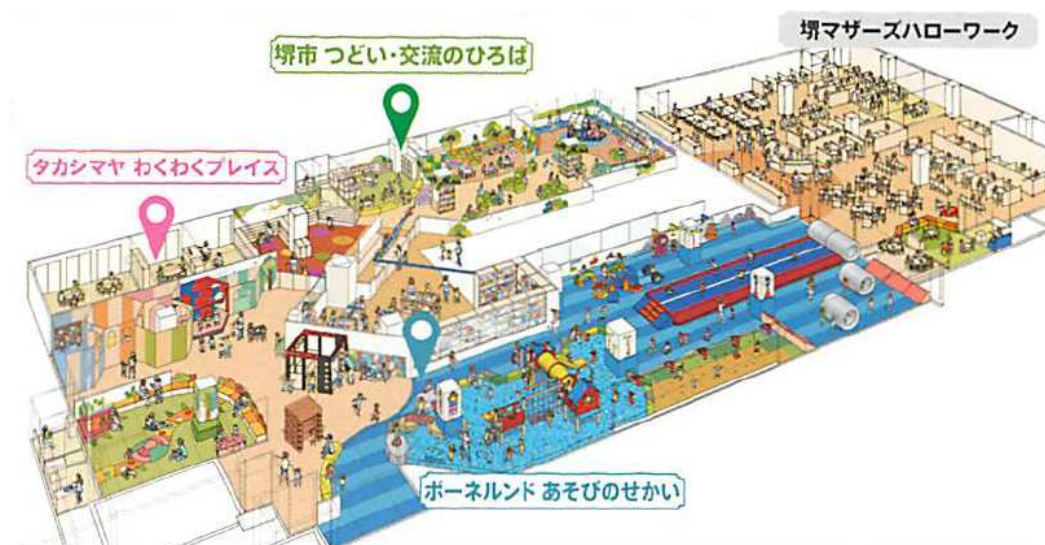 堺マザーズハローワーク
堺市 つどい・交流のひろば
タカシマヤ わくわくプレイス
ボーネルンド あそびのせかい